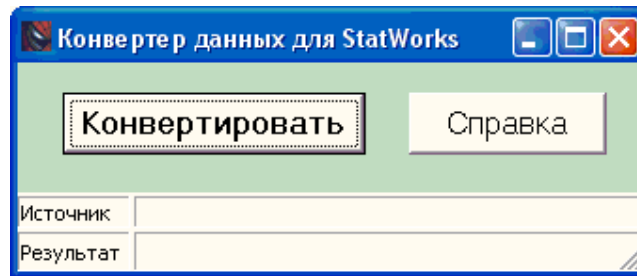 Конвертер данных для StatWorks
Конвертировать Справка
Источник
Результат